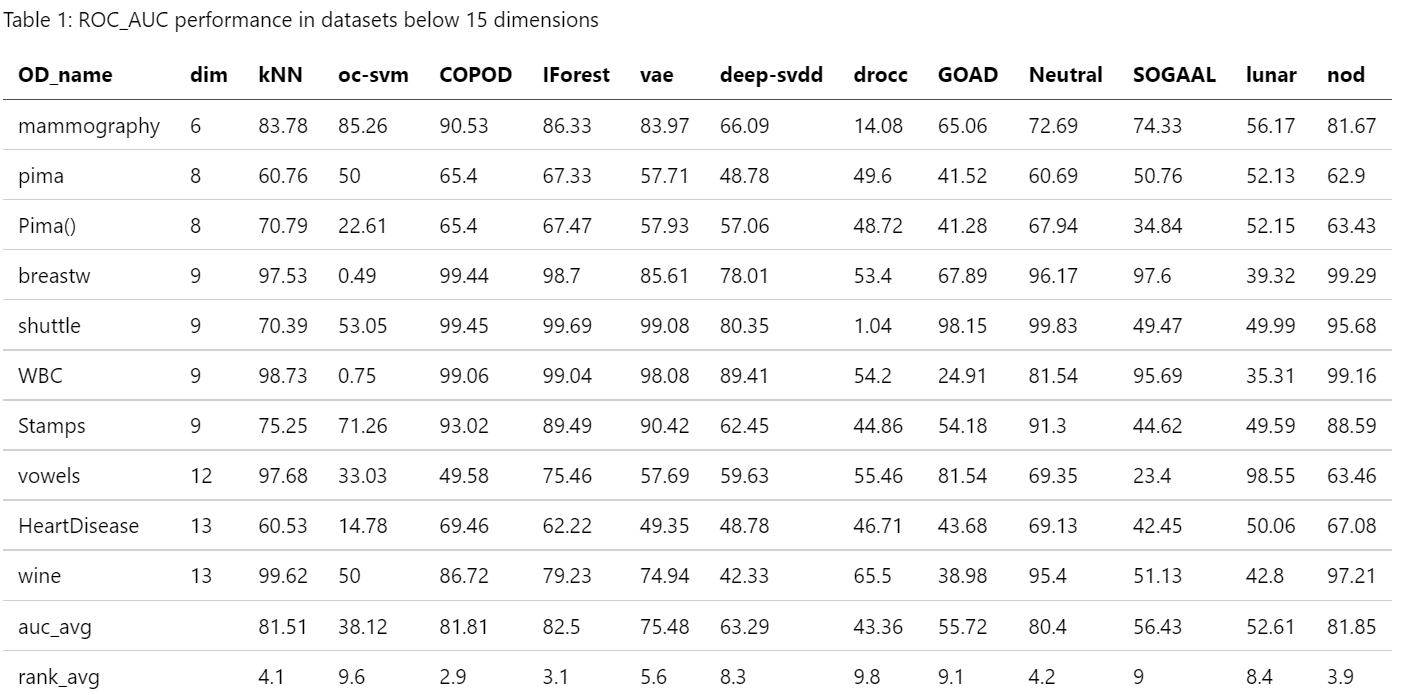 Table 1: ROC_AUC performance in datasets below 15 dimensions
OD_name dim kNN oc-svm COPOD IForest vae deep-svdd drocc GOAD Neutral SOGAAL lunar nod
mammography 6 83.78 85.26 90.53 86.33 83.97 66.09 14.08 65.06 72.69 74.33 56.17 81.67
pima 8 60.76 50 65.4 67.33 57.71 48.78 49.6 41.52 60.69 50.76 52.13 62.9
Pima() 8 70.79 22.61 65.4 67.47 57.93 57.06 48.72 41.28 67.94 34.84 52.15 63.43
breastw 9 97.53 0.49 99.44 98.7 85.61 78.01 53.4 67.89 96.17 97.6 39.32 99.29
shuttle 9 70.39 53.05 99.45 99.69 99.08 80.35 1.04 98.15 99.83 49.47 49.99 95.68
WBC 9 98.73 0.75 99.06 99.04 98.08 89.41 54.2 24.91 81.54 95.69 35.31 99.16
Stamps 9 75.25 71.26 93.02 89.49 90.42 62.45 44.86 54.18 91.3 44.62 49.59 88.59
vowels 12 97.68 33.03 49.58 75.46 57.69 59.63 55.46 81.54 69.35 23.4 98.55 63.46
HeartDisease 13 60.53 14.78 69.46 62.22 49.35 48.78 46.71 43.68 69.13 42.45 50.06 67.08
wine 13 99.62 50 86.72 79.23 74.94 42.33 65.5 38.98 95.4 51.13 42.8 97.21
auc_avg 81.51 38.12 81.81 82.5 75.48 63.29 43.36 55.72 80.4 56.43 52.61 81.85
rank_avg 4.1 9.6 2.9 3.1 5.6 8.3 9.8 9.1 4.2 9 8.4 3.9